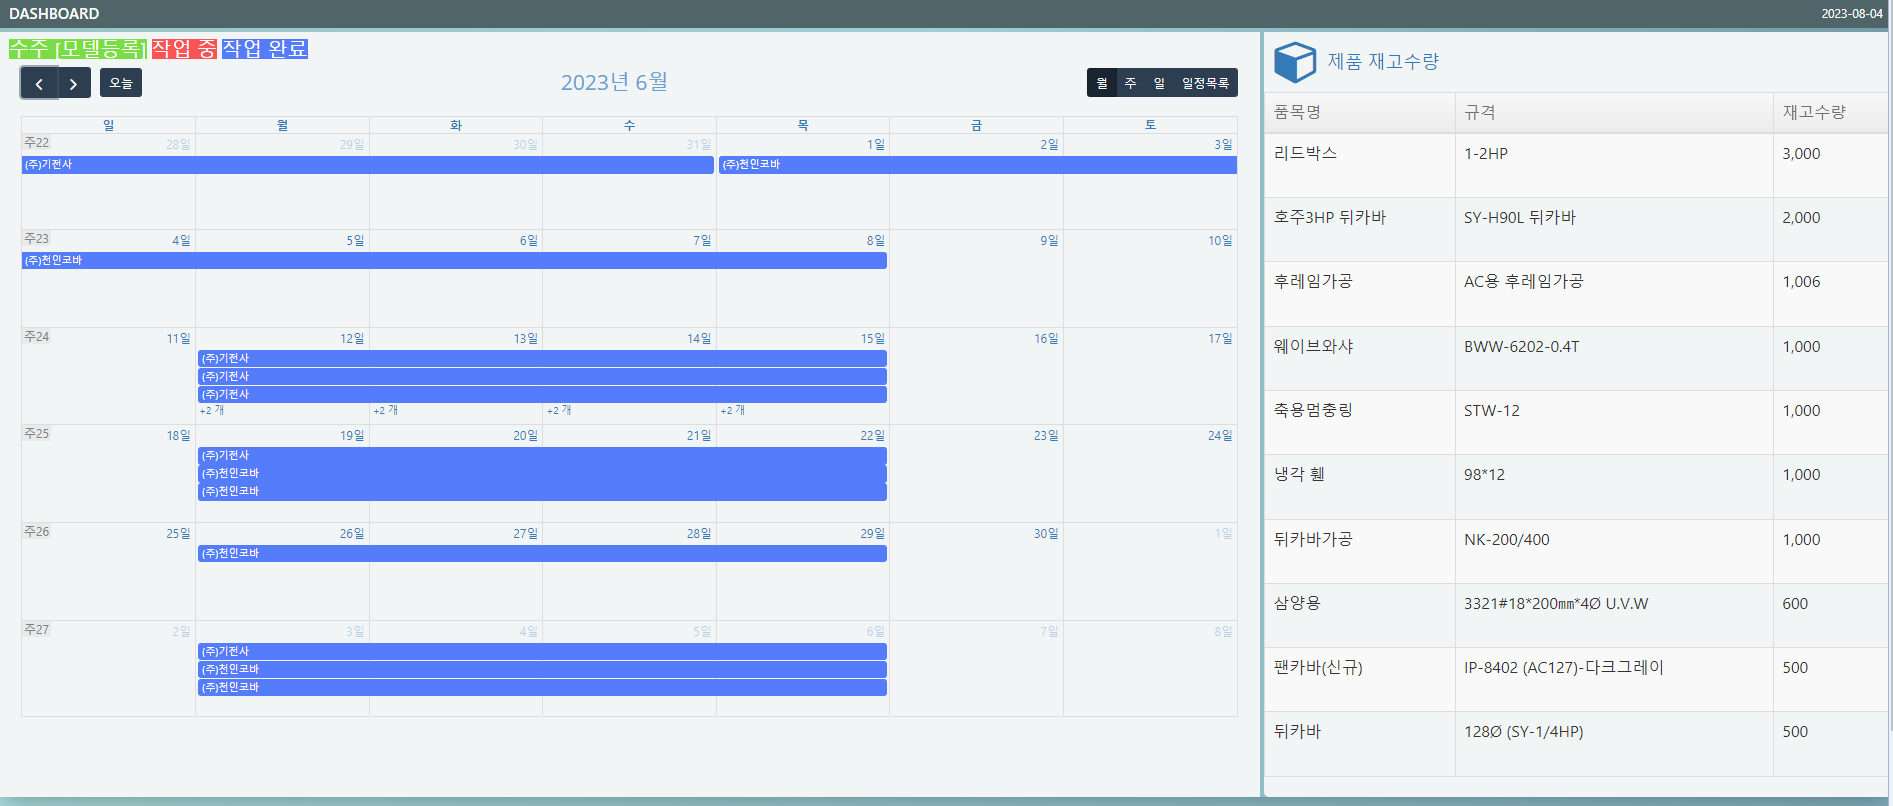 DASHBOARD
2023-08-04
수주 [모델등록] 작업 중 작업 완료
오늘
2023년 6월
월 주 일 일정목록
일 월 화 수 목 금 토
주22 28일 29일 30일 31일 1일 2일 3일
(주)기전사 (주)천인코바
주23 4일 5일 6일 7일 8일 9일 10일
(주)천인코바
주24 11일 12일 13일 14일 15일 16일 17일
(주)기전사
(주)기전사
(주)기전사
+2 개 +2 개 +2 개 +2 개
주25 18일 19일 20일 21일 22일 23일 24일
(주)기전사
(주)천인코바
(주)천인코바
주26 25일 26일 27일 28일 29일 30일 1일
(주)천인코바
주27 2일 3일 4일 5일 6일 7일 8일
(주)기전사
(주)천인코바
(주)천인코바
제품 재고수량
품목명 규격 재고수량
리드박스 1-2HP 3,000
호주3HP 뒤카바 SY-H90L 뒤카바 2,000
후레임가공 AC용 후레임가공 1,006
웨이브와샤 BWW-6202-0.4T 1,000
축용멈춤링 STW-12 1,000
냉각 휀 98*12 1,000
뒤카바가공 NK-200/400 1,000
삼양용 3321#18*200㎜*4Ø U.V.W 600
팬카바(신규) IP-8402 (AC127)-다크그레이 500
뒤카바 128Ø (SY-1/4HP) 500